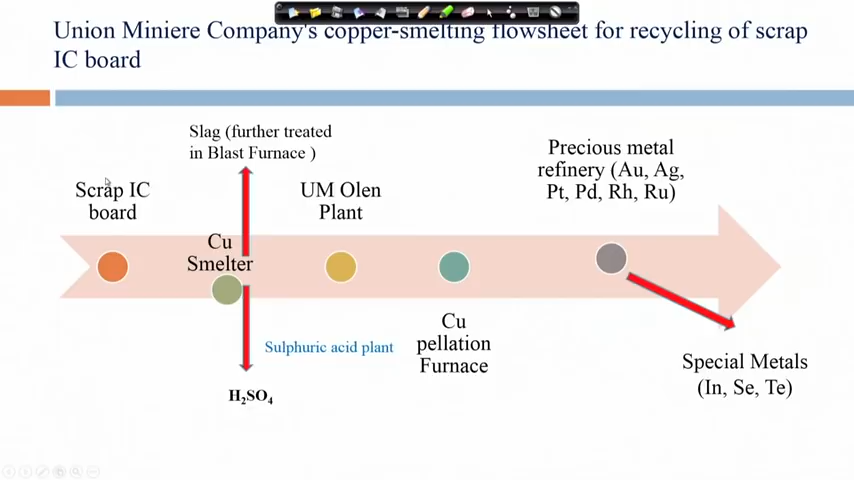 Union Miniere Company's copper-smelting flowsheet for recycling of scrap
IC board
Slag (further treated
in Blast Furnace )
Scrap IC
board
Cu
Smelter
UM Olen
Plant
Precious metal
refinery (Au, Ag,
Pt, Pd, Rh, Ru)
Sulphuric acid plant
H₂SO₄
Cu
pellation
Furnace
Special Metals
(In, Se, Te)